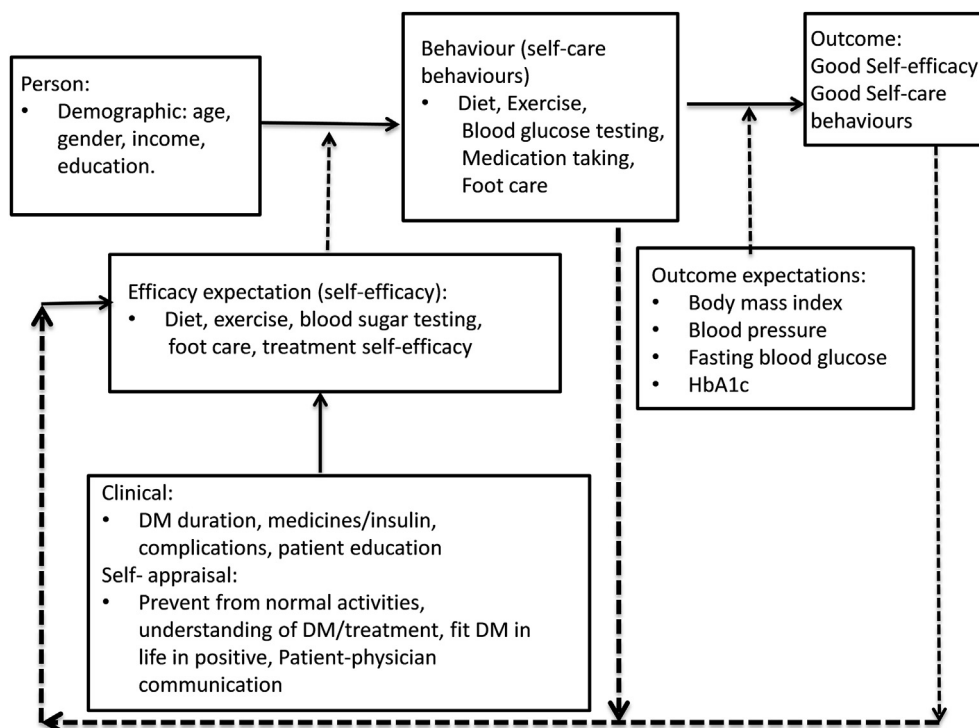 Person:
• Demographic: age,
gender, income,
education.
Behaviour (self-care
behaviours)
• Diet, Exercise,
Blood glucose testing,
Medication taking,
Foot care
Outcome:
Good Self-efficacy
Good Self-care
behaviours
Efficacy expectation (self-efficacy):
• Diet, exercise, blood sugar testing,
foot care, treatment self-efficacy
Outcome expectations:
• Body mass index
• Blood pressure
• Fasting blood glucose
• HbA1c
Clinical:
• DM duration, medicines/insulin,
complications, patient education
Self- appraisal:
• Prevent from normal activities,
understanding of DM/treatment, fit DM in
life in positive, Patient-physician
communication